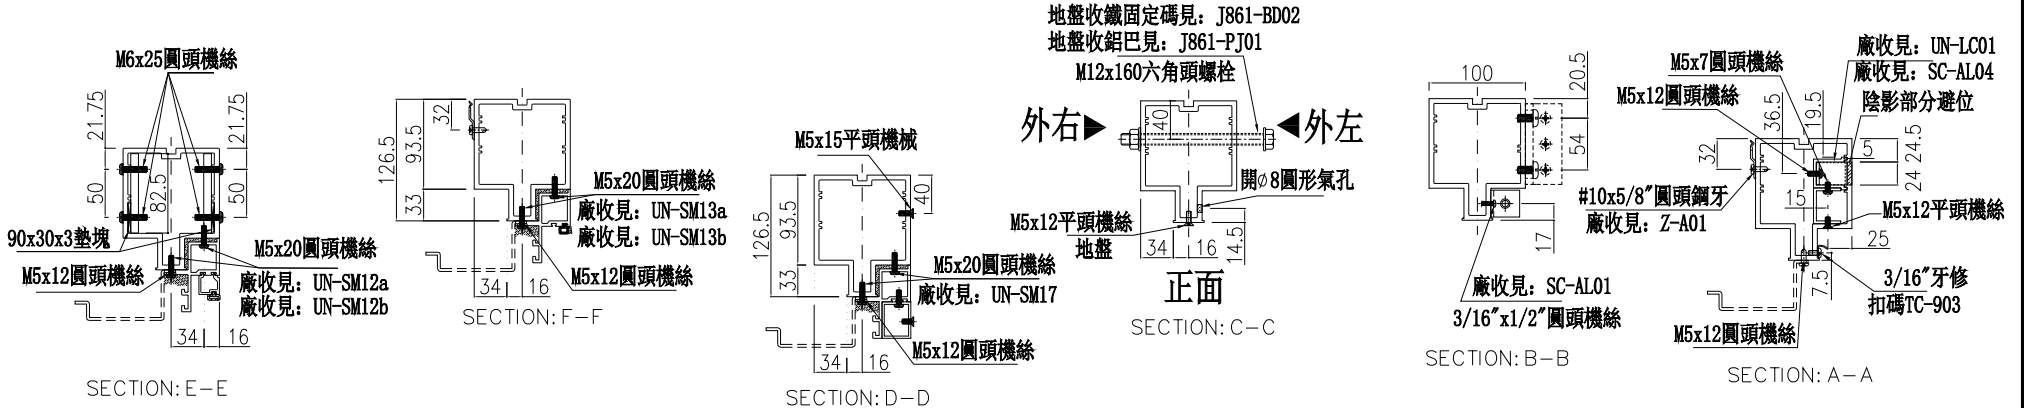 M6x25圓頭機絲
21.75
21.75
50
82.5
50
90x30x3墊塊
M5x20圓頭機絲
M5x12圓頭機絲
廠收見: UN-SM12a
廠收見: UN-SM12b
34
16
SECTION:E-E
126.5
93.5
32
33
M5x20圓頭機絲
廠收見: UN-SM13a
廠收見: UN-SM13b
M5x12圓頭機絲
34
16
SECTION:F-F
M5x15平頭機械
40
126.5
93.5
33
M5x20圓頭機絲
廠收見: UN-SM17
M5x12圓頭機絲
34
16
SECTION:D-D
地盤收鐵固定碼見: J861-BD02
地盤收鋁巴見: J861-PJ01
M12x160六角頭螺栓
外右
40
外左
開ø8圓形氣孔
M5x12平頭機絲
地盤
34
16
14.5
正面
SECTION:C-C
100
20.5
54
17
廠收見: SC-AL01
3/16"x1/2"圓頭機絲
SECTION:B-B
M5x7圓頭機絲
M5x12圓頭機絲
廠收見: UN-LC01
廠收見: SC-AL04
陰影部分避位
36.5
19.5
32
5
24.5
24
15
#10x5/8"圓頭鋼牙
廠收見: Z-A01
M5x12平頭機絲
25
7.5
3/16"牙修
扣碼TC-903
M5x12圓頭機絲
SECTION:A-A